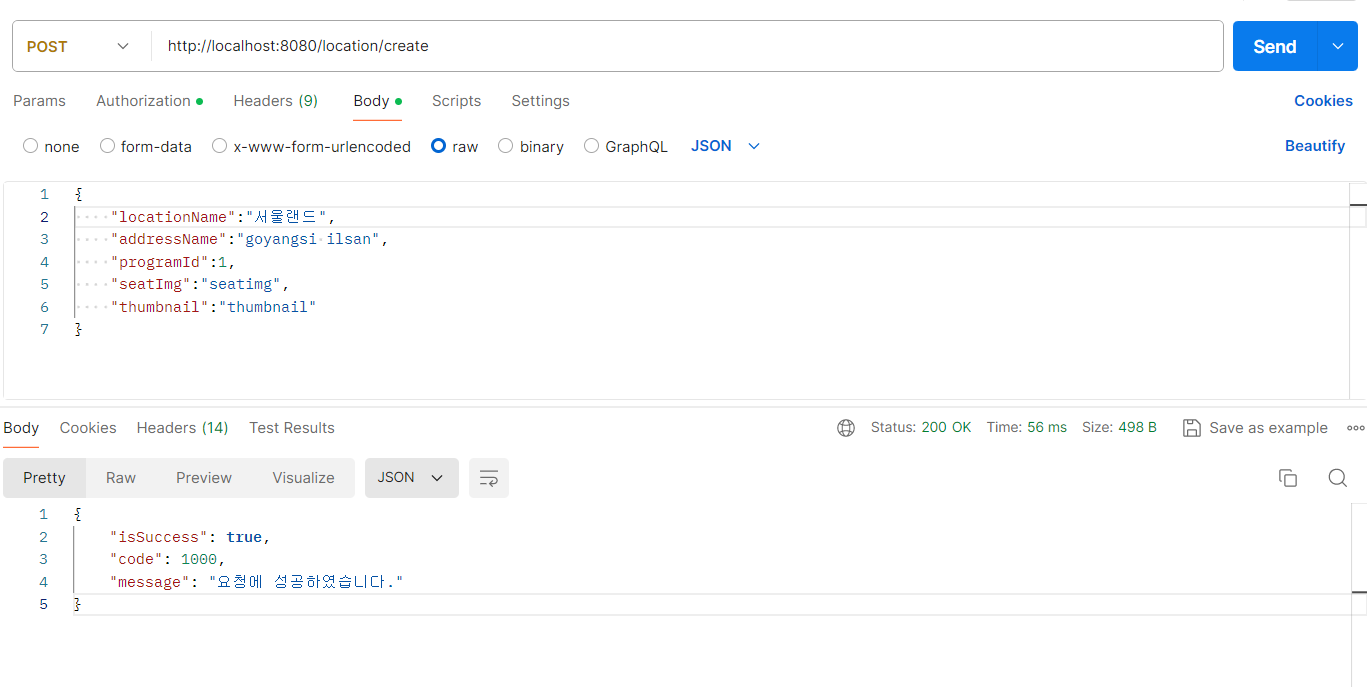 POST http://localhost:8080/location/create Send
Params Authorization Headers (9) Body Scripts Settings Cookies
none form-data x-www-form-urlencoded raw binary GraphQL JSON Beautify
1 {
2 "locationName":"서울랜드",
3 "addressName":"goyangsi ilsan",
4 "programId":1,
5 "seatImg":"seatimg",
6 "thumbnail":"thumbnail"
7 }
Body Cookies Headers (14) Test Results Status: 200 OK Time: 56 ms Size: 498 B Save as example
Pretty Raw Preview Visualize JSON
1 {
2 "isSuccess": true,
3 "code": 1000,
4 "message": "요청에 성공하였습니다."
5 }